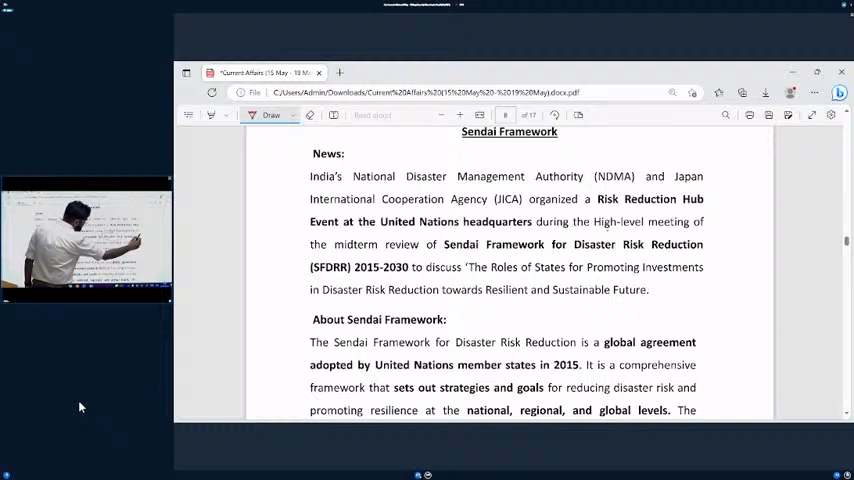 *Current Affairs (15 May - 19 Ma
File
C:/Users/Admin/Downloads/Current%20Affairs%20(15%20May%20-%2019%20May).docx.pdf
Draw
Read aloud
8 of 17
Sendai Framework
News:
India's National Disaster Management Authority (NDMA) and Japan
International Cooperation Agency (JICA) organized a Risk Reduction Hub
Event at the United Nations headquarters during the High-level meeting of
the midterm review of Sendai Framework for Disaster Risk Reduction
(SFDRR) 2015-2030 to discuss 'The Roles of States for Promoting Investments
in Disaster Risk Reduction towards Resilient and Sustainable Future.
About Sendai Framework:
The Sendai Framework for Disaster Risk Reduction is a global agreement
adopted by United Nations member states in 2015. It is a comprehensive
framework that sets out strategies and goals for reducing disaster risk and
promoting resilience at the national, regional, and global levels. The